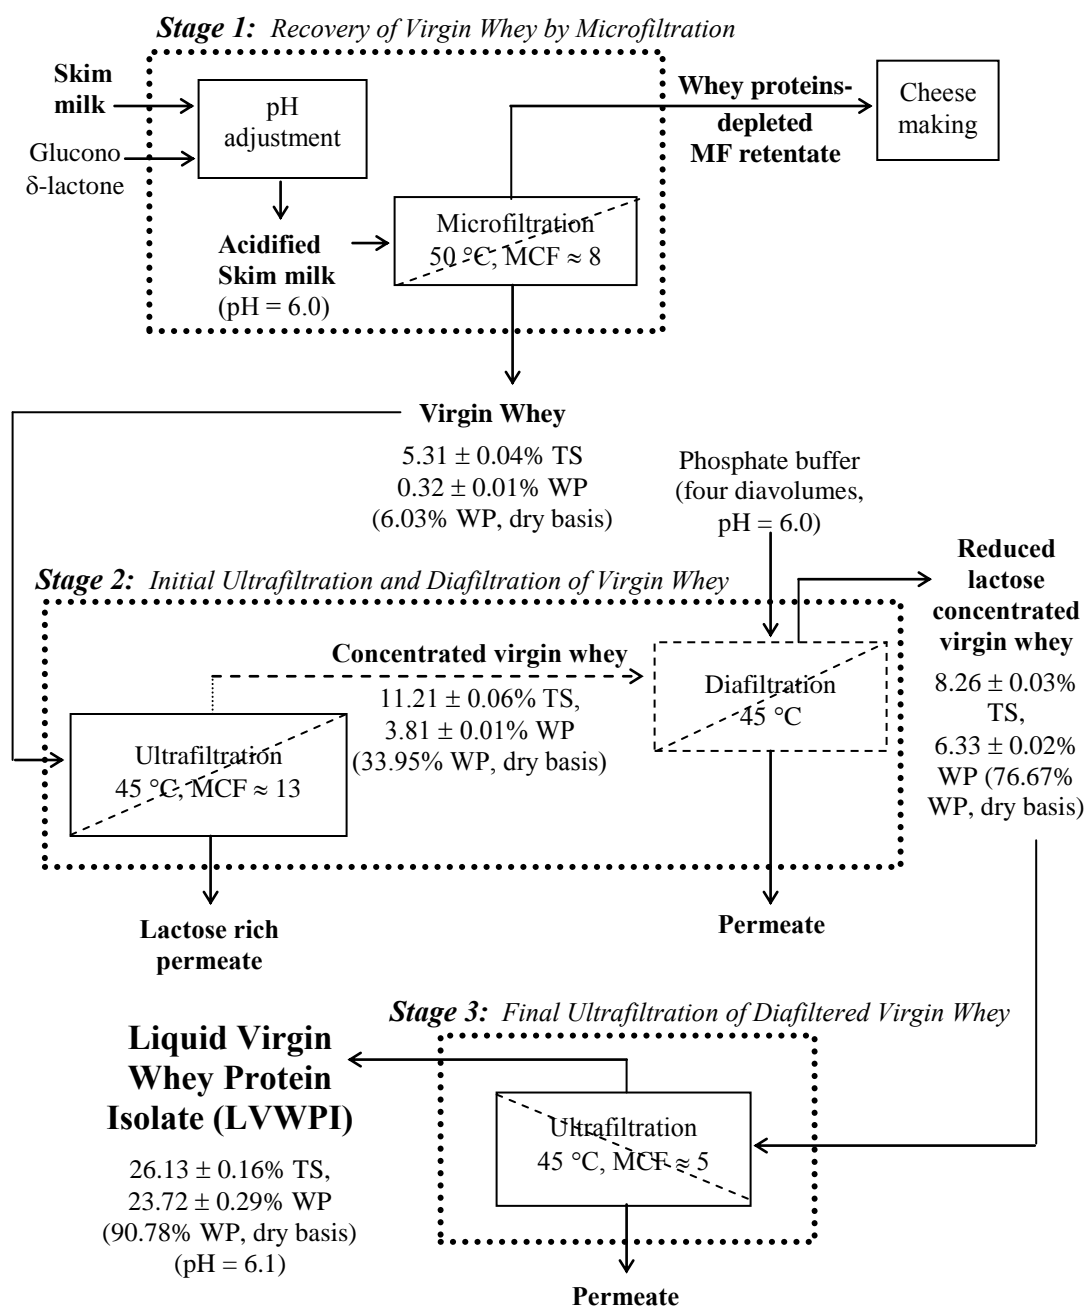 Stage 1: Recovery of Virgin Whey by Microfiltration
Skim
milk
Glucono
δ-lactone
pH
adjustment
Whey proteins-
depleted
MF retentate
Cheese
making
Acidified
Skim milk
(pH = 6.0)
Microfiltration
50 °C, MCF ≈ 8
Virgin Whey
5.31 ± 0.04% TS
0.32 ± 0.01% WP
(6.03% WP, dry basis)
Phosphate buffer
(four diavolumes,
pH = 6.0)
Stage 2: Initial Ultrafiltration and Diafiltration of Virgin Whey
Reduced
lactose
concentrated
virgin whey
8.26 ± 0.03%
TS,
6.33 ± 0.02%
WP (76.67%
WP, dry basis)
Concentrated virgin whey
11.21 ± 0.06% TS,
3.81 ± 0.01% WP
(33.95% WP, dry basis)
Diafiltration
45 °C
Ultrafiltration
45 °C, MCF ≈ 13
Lactose rich
permeate
Permeate
Stage 3: Final Ultrafiltration of Diafiltered Virgin Whey
Liquid Virgin
Whey Protein
Isolate (LVWPI)
26.13 ± 0.16% TS,
23.72 ± 0.29% WP
(90.78% WP, dry basis)
(pH = 6.1)
Ultrafiltration
45 °C, MCF ≈ 5
Permeate